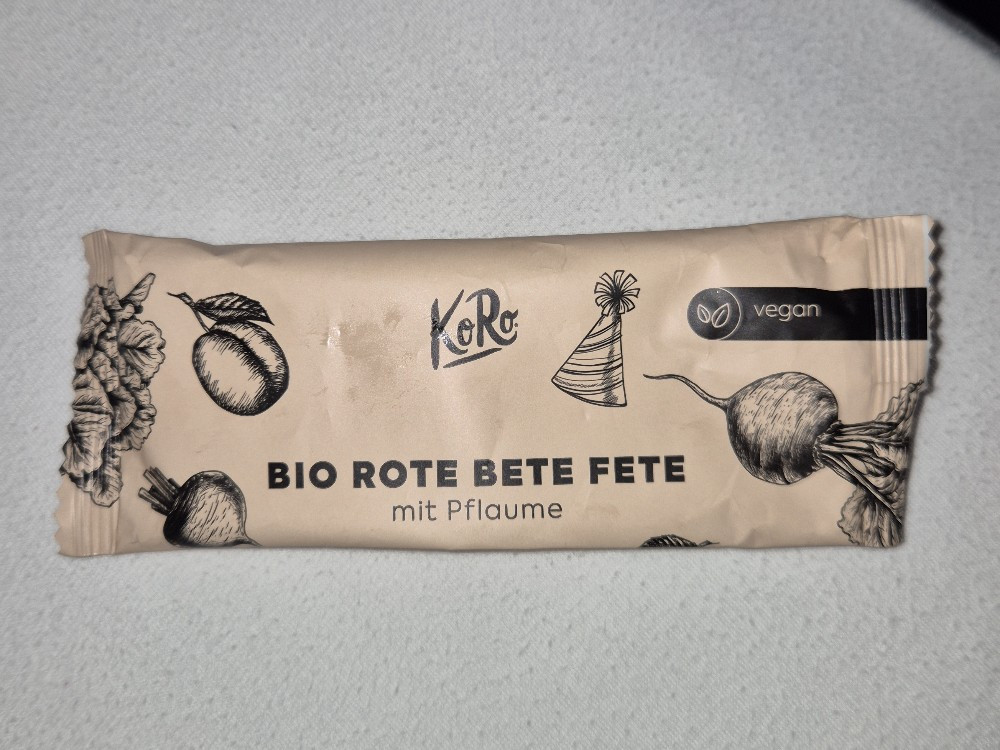 KoRo
vegan
BIO ROTE BETE FETE
mit Pflaume